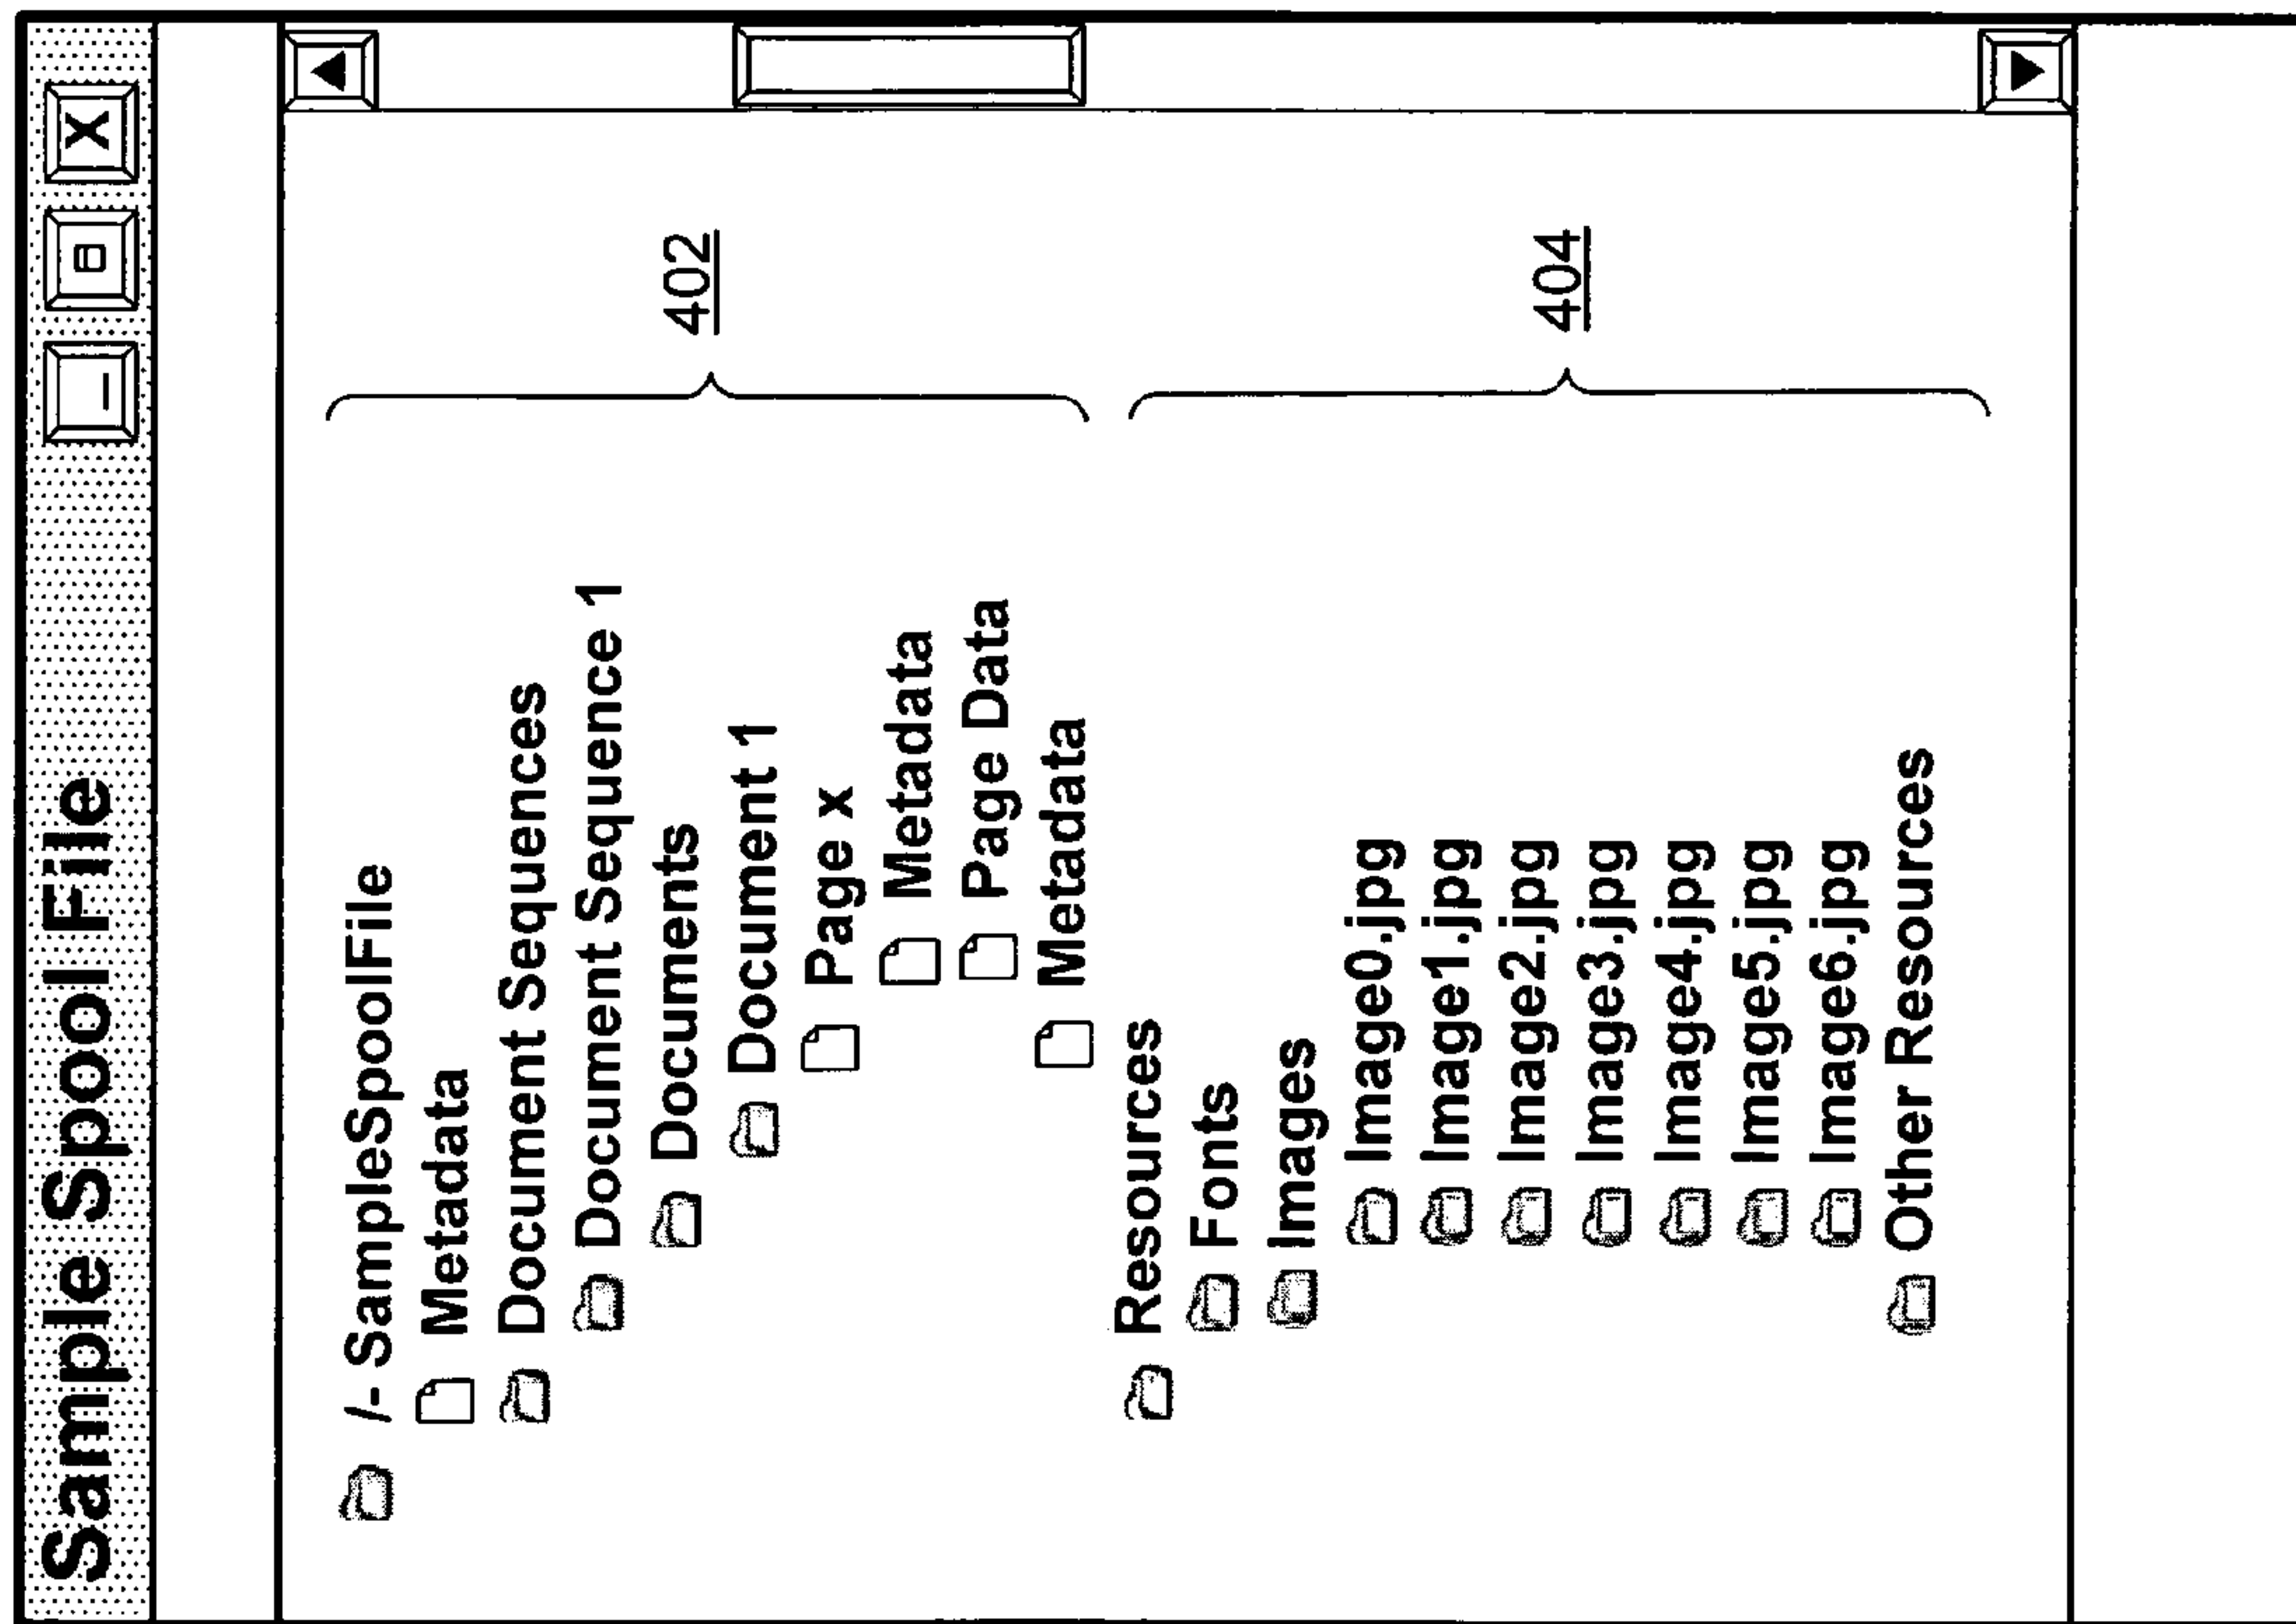 Sample Spool File
X
/- SampleSpoolFile
Metadata
Document Sequences
Document Sequence 1
Documents
Document 1
Page x
Metadata
Page Data
Metadata
402
Resources
Fonts
Images
Image0.jpg
Image1.jpg
Image2.jpg
Image3.jpg
Image4.jpg
Image5.jpg
Image6.jpg
Other Resources
404